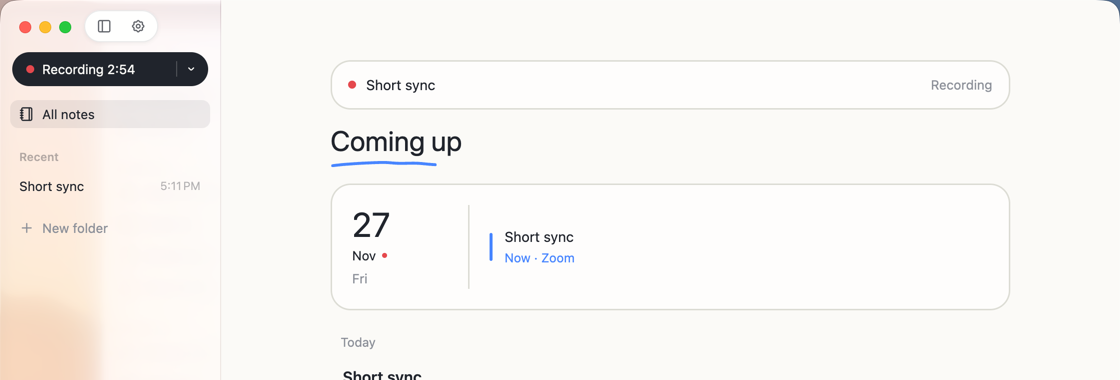 Recording 2:54
All notes
Recent
Short sync 5:11 PM
New folder
Short sync Recording
Coming up
27
Nov
Fri
Short sync
Now · Zoom
Today
Short sync